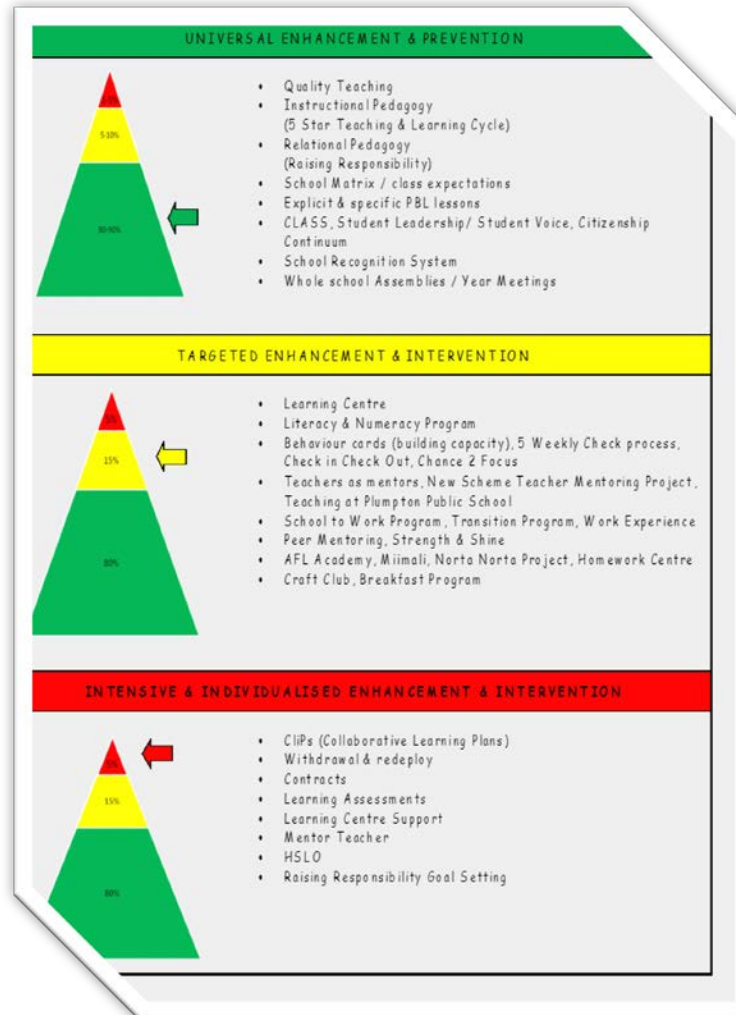 UNIVERSAL ENHANCEMENT & PREVENTION
5-10%
80-90%
• Quality Teaching
• Instructional Pedagogy
(5 Star Teaching & Learning Cycle)
• Relational Pedagogy
(Raising Responsibility)
• School Matrix / class expectations
• Explicit & specific PBL lessons
• CLASS, Student Leadership/ Student Voice, Citizenship
Continuum
• School Recognition System
• Whole school Assemblies / Year Meetings
TARGETED ENHANCEMENT & INTERVENTION
5%
15%
80%
• Learning Centre
• Literacy & Numeracy Program
• Behaviour cards (building capacity), 5 Weekly Check process,
Check in Check Out, Chance 2 Focus
• Teachers as mentors, New Scheme Teacher Mentoring Project,
Teaching at Plumpton Public School
• School to Work Program, Transition Program, Work Experience
• Peer Mentoring, Strength & Shine
• AFL Academy, Miimali, Norta Norta Project, Homework Centre
• Craft Club, Breakfast Program
INTENSIVE & INDIVIDUALISED ENHANCEMENT & INTERVENTION
5%
15%
80%
• CliPs (Collaborative Learning Plans)
• Withdrawal & redeploy
• Contracts
• Learning Assessments
• Learning Centre Support
• Mentor Teacher
• HSLO
• Raising Responsibility Goal Setting